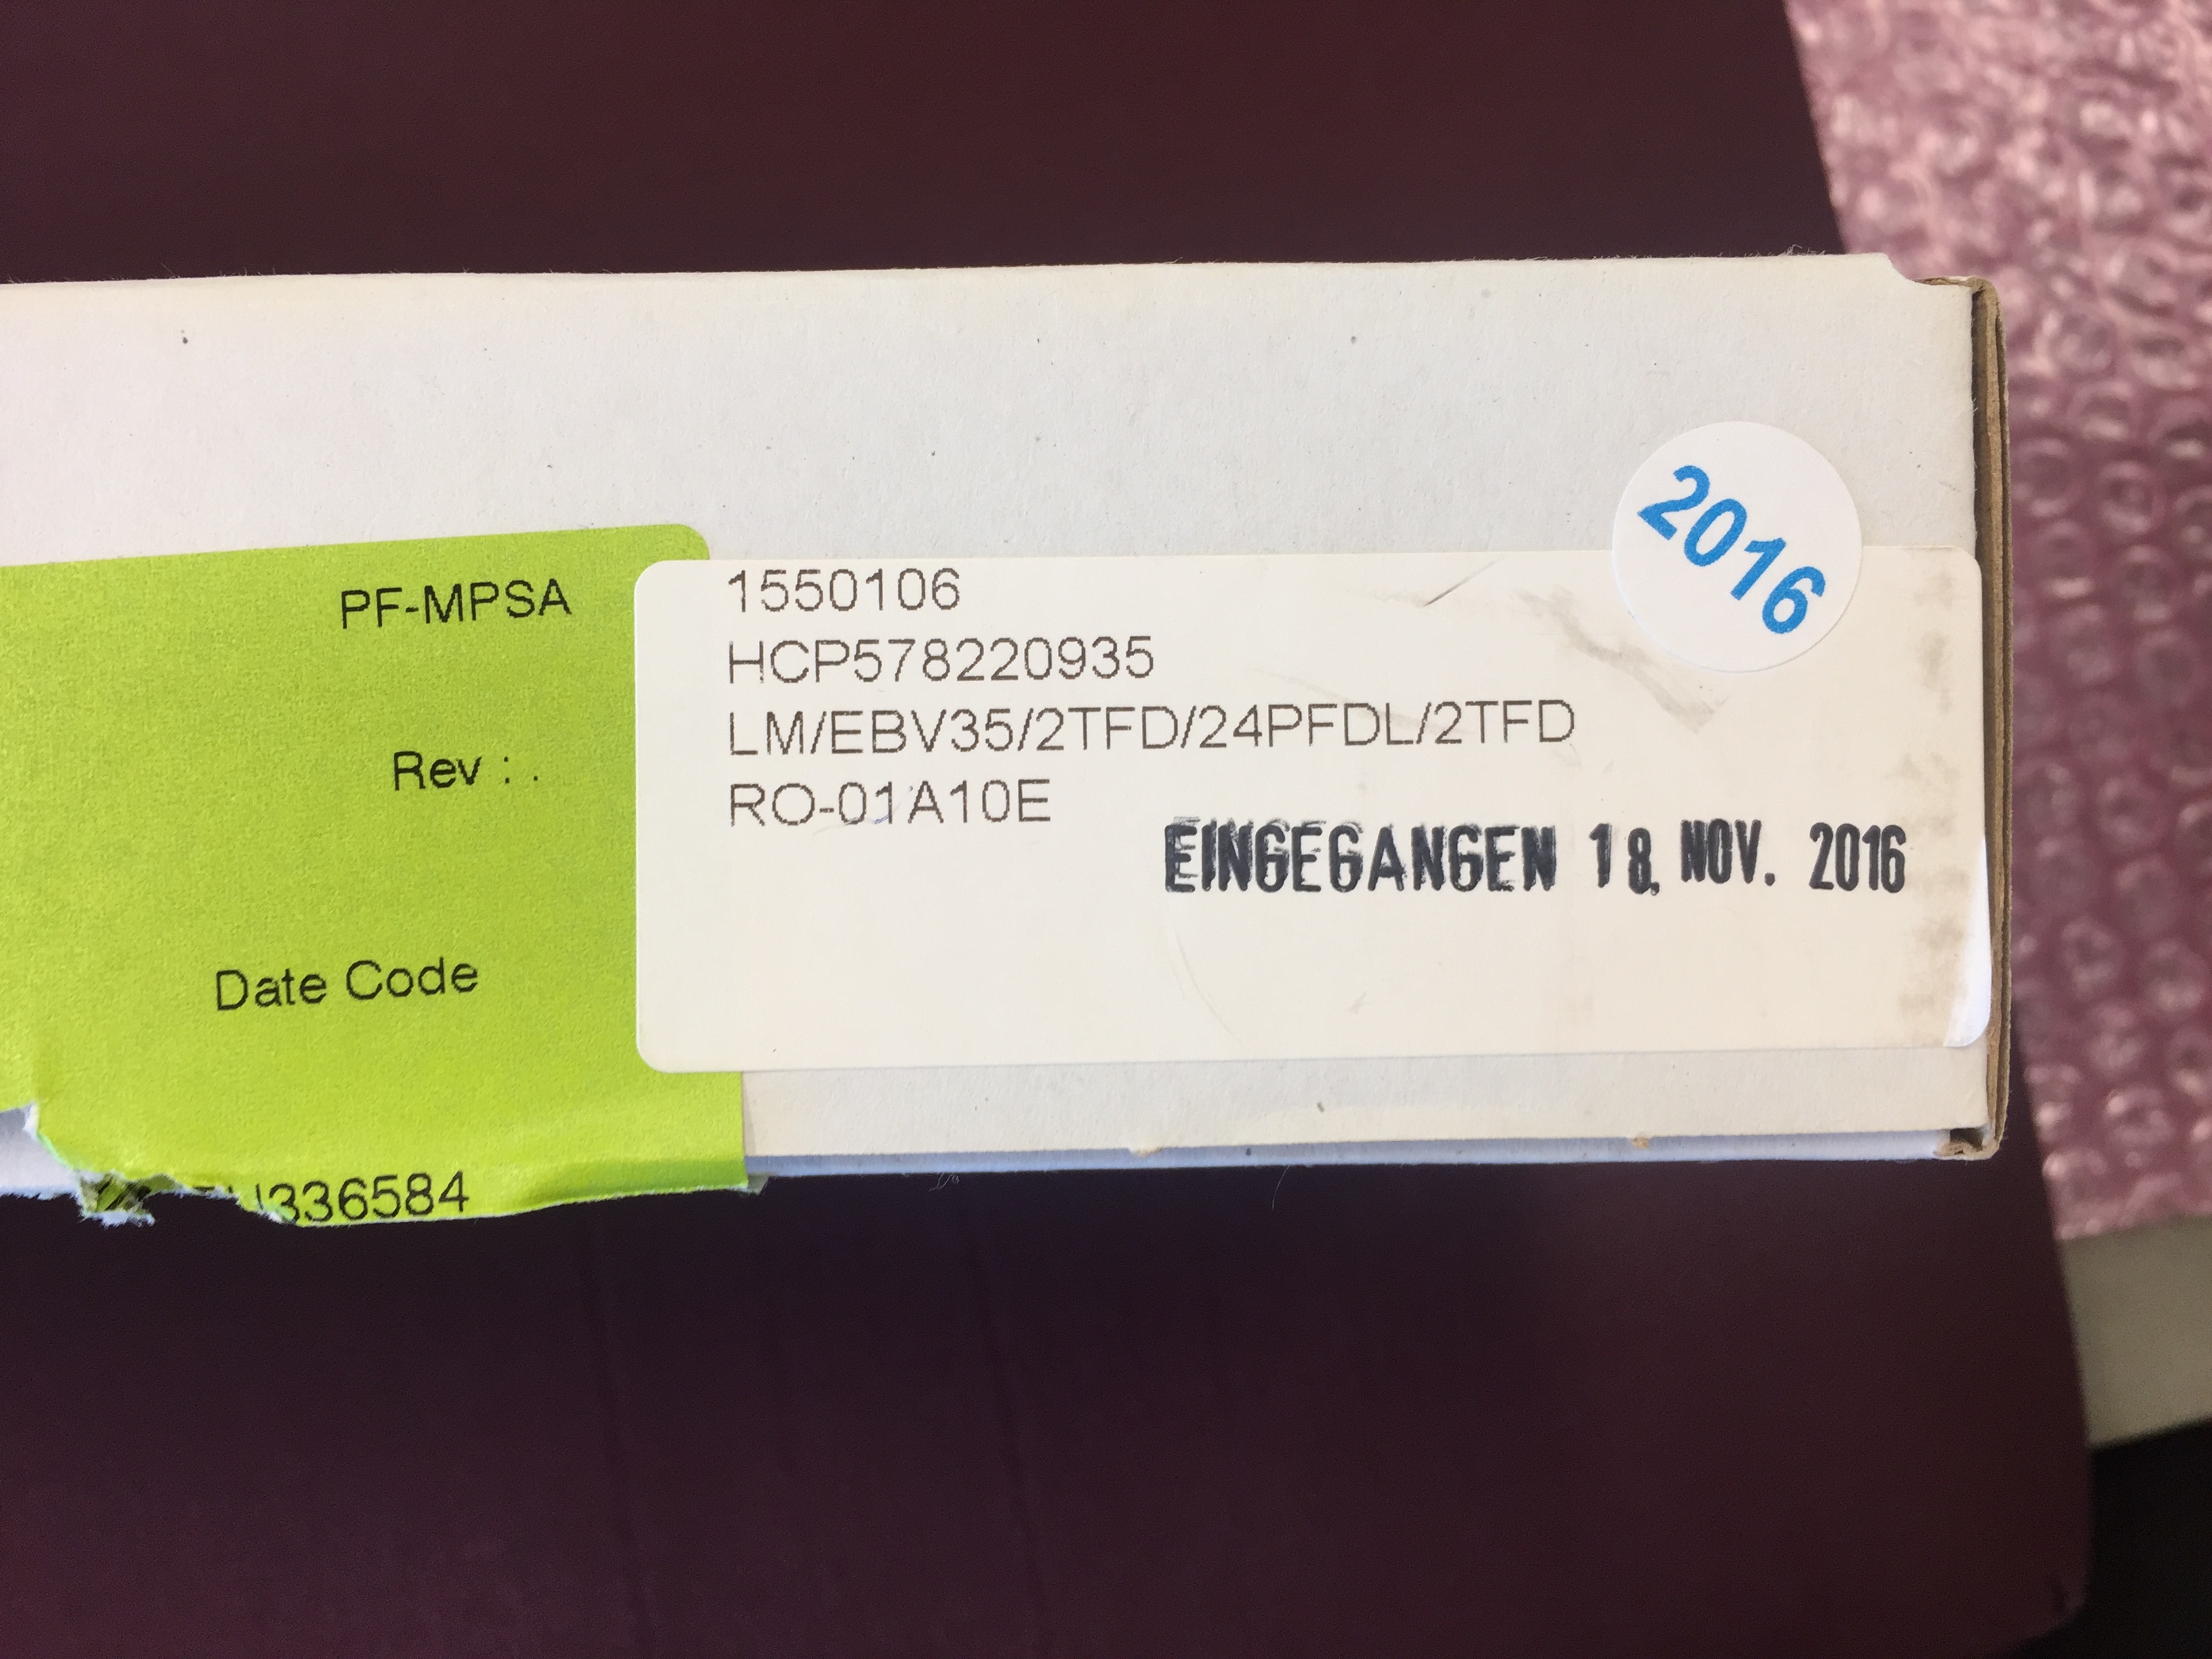 PF-MPSA
Rev : .
Date Code
336584
1550106
HCP578220935
LM/EBV35/2TFD/24PFDL/2TFD
RO-01A10E
EINGEGANGEN 18. NOV. 2016
2016